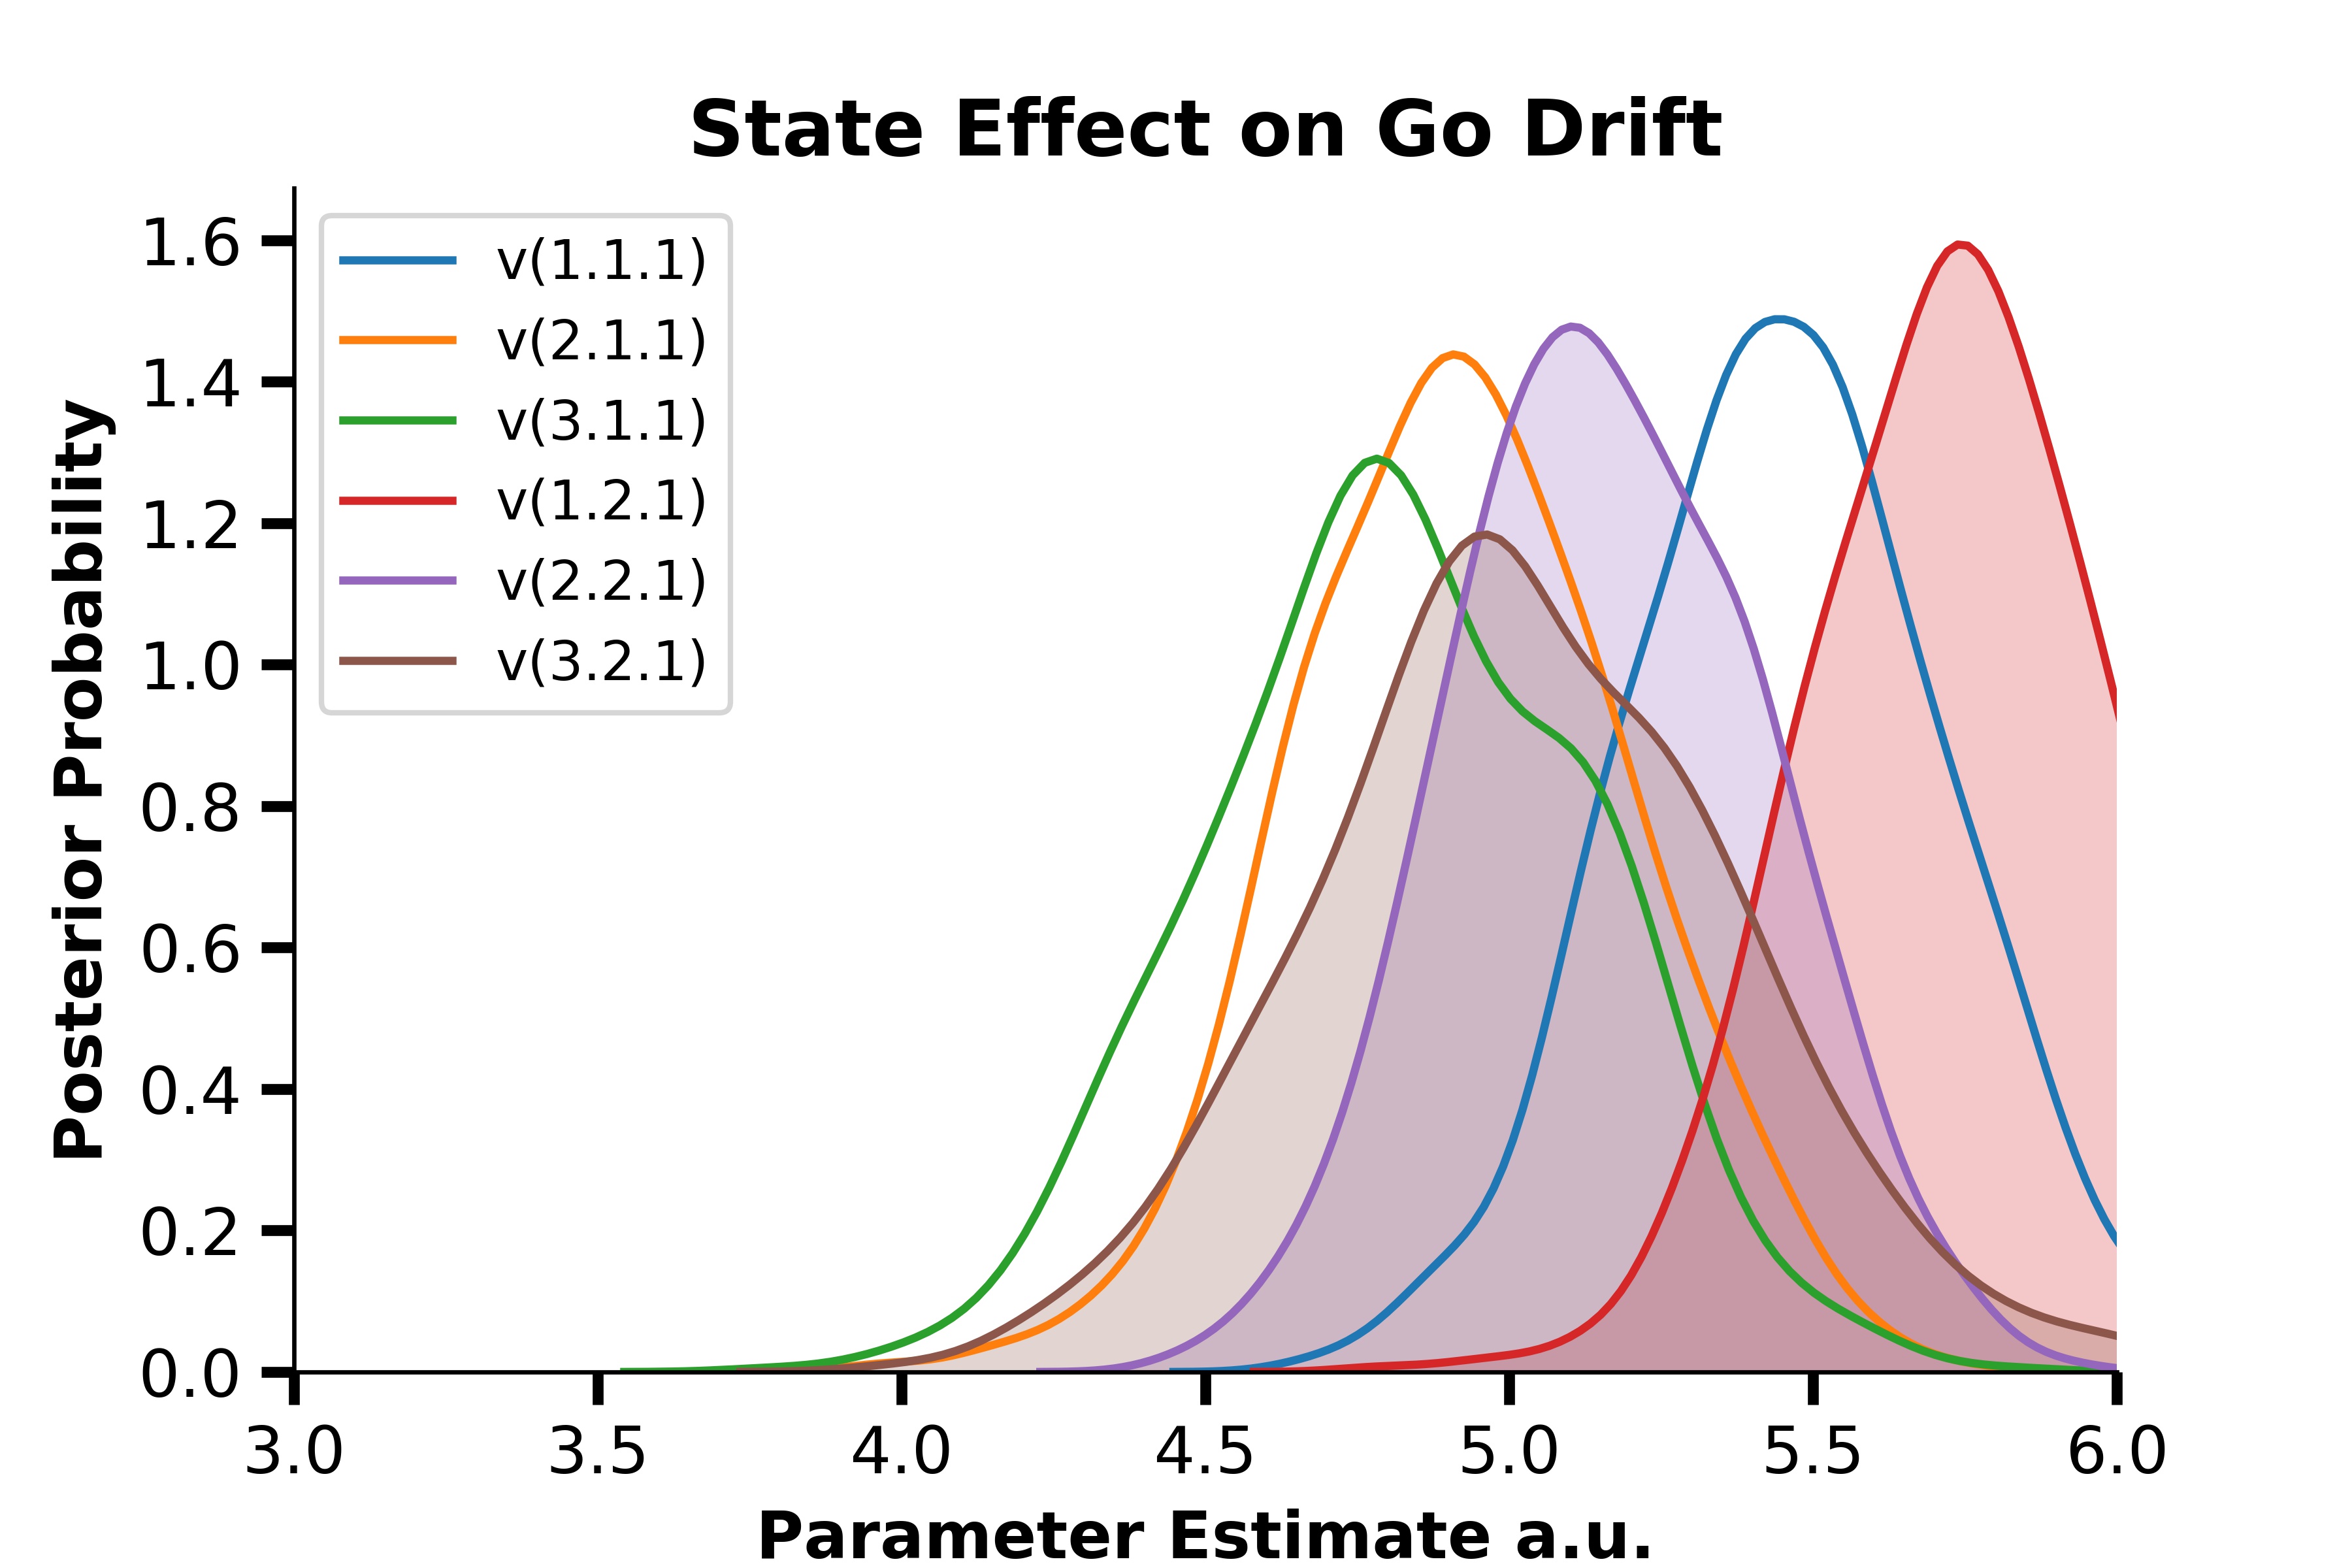 State Effect on Go Drift
Posterior Probability
1.6
1.4
1.2
1.0
0.8
0.6
0.4
0.2
0.0
v(1.1.1)
v(2.1.1)
v(3.1.1)
v(1.2.1)
v(2.2.1)
v(3.2.1)
3.0 3.5 4.0 4.5 5.0 5.5 6.0
Parameter Estimate a.u.